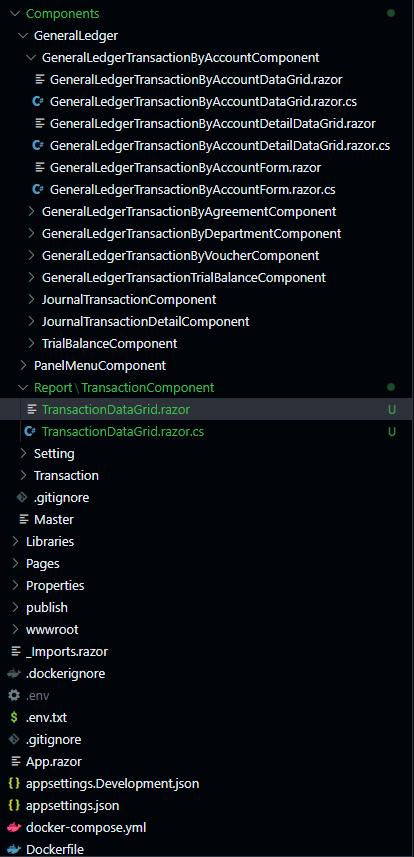 Components
GeneralLedger
GeneralLedgerTransactionByAccountComponent
GeneralLedgerTransactionByAccountDataGrid.razor
C# GeneralLedgerTransactionByAccountDataGrid.razor.cs
GeneralLedgerTransactionByAccountDetailDataGrid.razor
C# GeneralLedgerTransactionByAccountDetailDataGrid.razor.cs
GeneralLedgerTransactionByAccountForm.razor
C# GeneralLedgerTransactionByAccountForm.razor.cs
GeneralLedgerTransactionByAgreementComponent
GeneralLedgerTransactionByDepartmentComponent
GeneralLedgerTransactionByVoucherComponent
GeneralLedgerTransactionTrialBalanceComponent
JournalTransactionComponent
JournalTransactionDetailComponent
TrialBalanceComponent
PanelMenuComponent
Report\TransactionComponent
TransactionDataGrid.razor U
C# TransactionDataGrid.razor.cs U
Setting
Transaction
.gitignore
Master
Libraries
Pages
Properties
publish
wwwroot
_Imports.razor
.dockerignore
.env
$ .env.txt
.gitignore
App.razor
{} appsettings.Development.json
{} appsettings.json
docker-compose.yml
Dockerfile